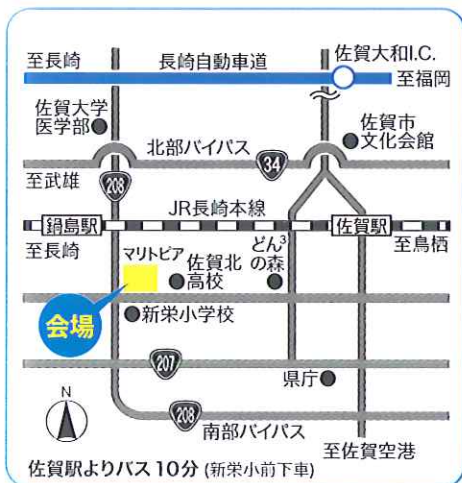 至長崎
長崎自動車道
佐賀大和I.C.
至福岡
佐賀大学
医学部
佐賀市
文化会館
北部バイパス
34
至武雄
208
JR長崎本線
鍋島駅
佐賀駅
至長崎
至鳥栖
マリトピア
佐賀北
高校
どん3
の森
会場
新栄小学校
207
県庁
N
208
南部バイパス
至佐賀空港
佐賀駅よりバス10分 (新栄小前下車)